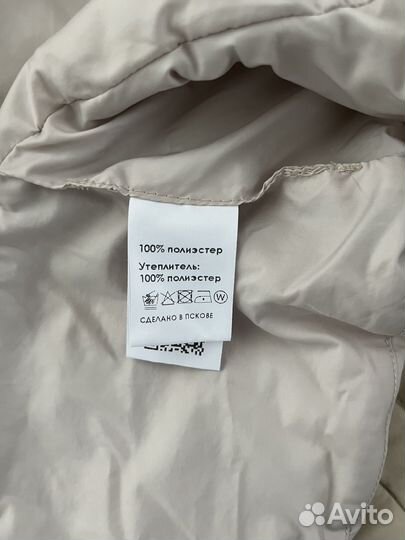 100% полиэстер
Утеплитель:
100% полиэстер
W
СДЕЛАНО В ПСКОВЕ
Avito